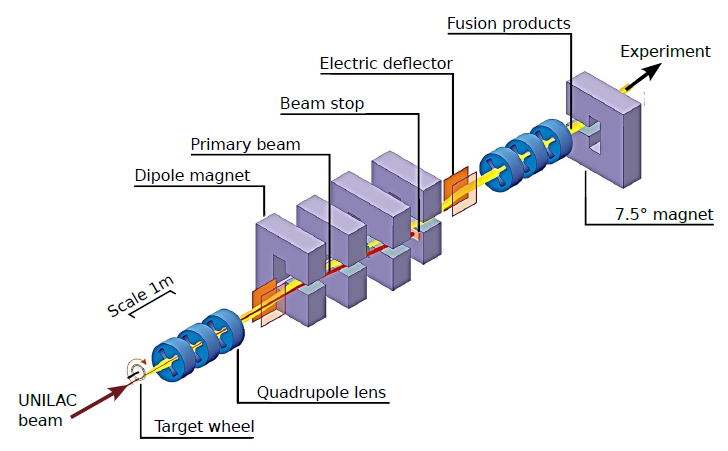 Fusion products
Experiment
Electric deflector
Beam stop
Primary beam
Dipole magnet
7.5° magnet
Scale 1m
Quadrupole lens
UNILAC
beam
Target wheel